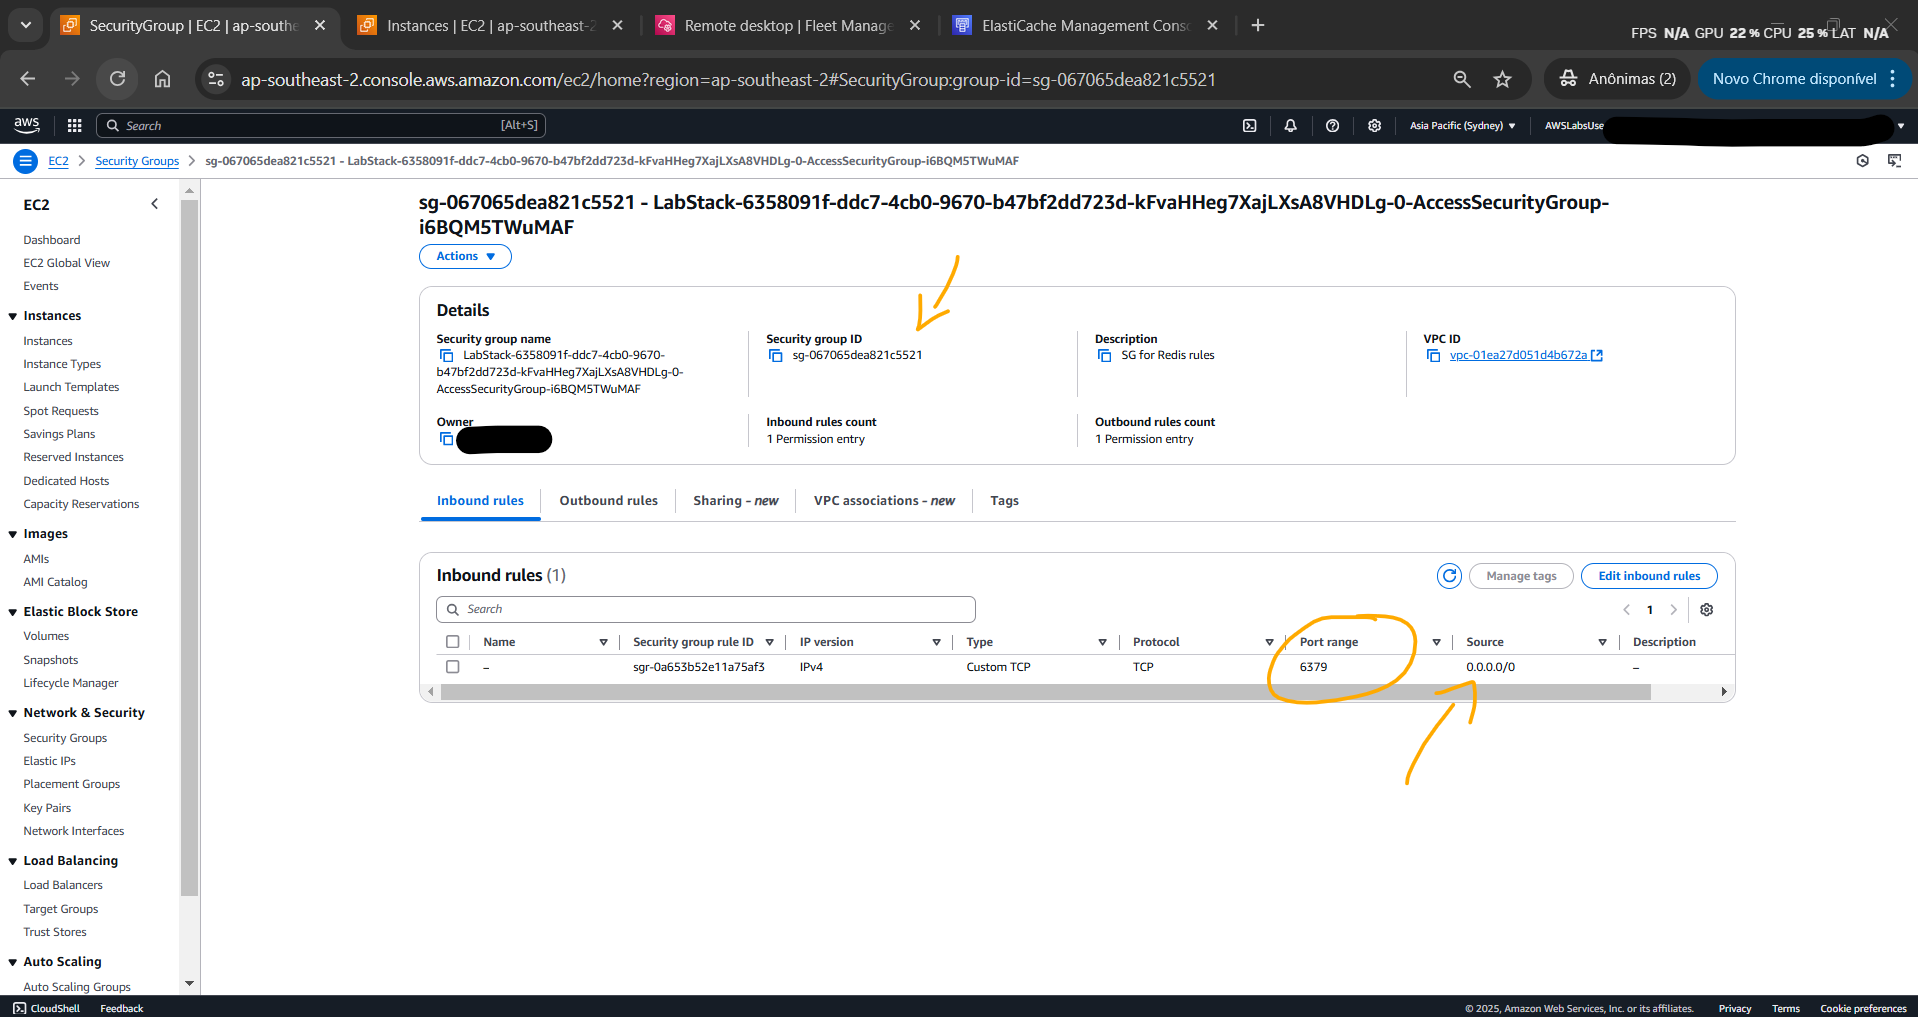 SecurityGroup | EC2 | ap-southe
Instances | EC2 | ap-southeast-2
Remote desktop | Fleet Manage
ElastiCache Management Conso
FPS N/A GPU 22 % CPU 25 % LAT N/A
ap-southeast-2.console.aws.amazon.com/ec2/home?region=ap-southeast-2#SecurityGroup:group-id=sg-067065dea821c5521
Anônimas (2)
Novo Chrome disponível
aws
Search
[Alt+S]
Asia Pacific (Sydney)
AWSLabsUse
EC2
Security Groups
sg-067065dea821c5521 - LabStack-6358091f-ddc7-4cb0-9670-b47bf2dd723d-kFvaHHeg7XajLXsA8VHDLg-0-AccessSecurityGroup-i6BQM5TWuMAF
EC2
Dashboard
EC2 Global View
Events
Instances
Instances
Instance Types
Launch Templates
Spot Requests
Savings Plans
Reserved Instances
Dedicated Hosts
Capacity Reservations
Images
AMIs
AMI Catalog
Elastic Block Store
Volumes
Snapshots
Lifecycle Manager
Network & Security
Security Groups
Elastic IPs
Placement Groups
Key Pairs
Network Interfaces
Load Balancing
Load Balancers
Target Groups
Trust Stores
Auto Scaling
Auto Scaling Groups
sg-067065dea821c5521 - LabStack-6358091f-ddc7-4cb0-9670-b47bf2dd723d-kFvaHHeg7XajLXsA8VHDLg-0-AccessSecurityGroup-
i6BQM5TWuMAF
Actions
Details
Security group name
LabStack-6358091f-ddc7-4cb0-9670-
b47bf2dd723d-kFvaHHeg7XajLXsA8VHDLg-0-
AccessSecurityGroup-i6BQM5TWuMAF
Security group ID
sg-067065dea821c5521
Description
SG for Redis rules
VPC ID
vpc-01ea27d051d4b672a
Owner
Inbound rules count
1 Permission entry
Outbound rules count
1 Permission entry
Inbound rules
Outbound rules
Sharing - new
VPC associations - new
Tags
Inbound rules (1)
Manage tags
Edit inbound rules
Search
1
Name
Security group rule ID
IP version
Type
Protocol
Port range
Source
Description
–
sgr-0a653b52e11a75af3
IPv4
Custom TCP
TCP
6379
0.0.0.0/0
–
CloudShell
Feedback
© 2025, Amazon Web Services, Inc. or its affiliates.
Privacy
Terms
Cookie preferences